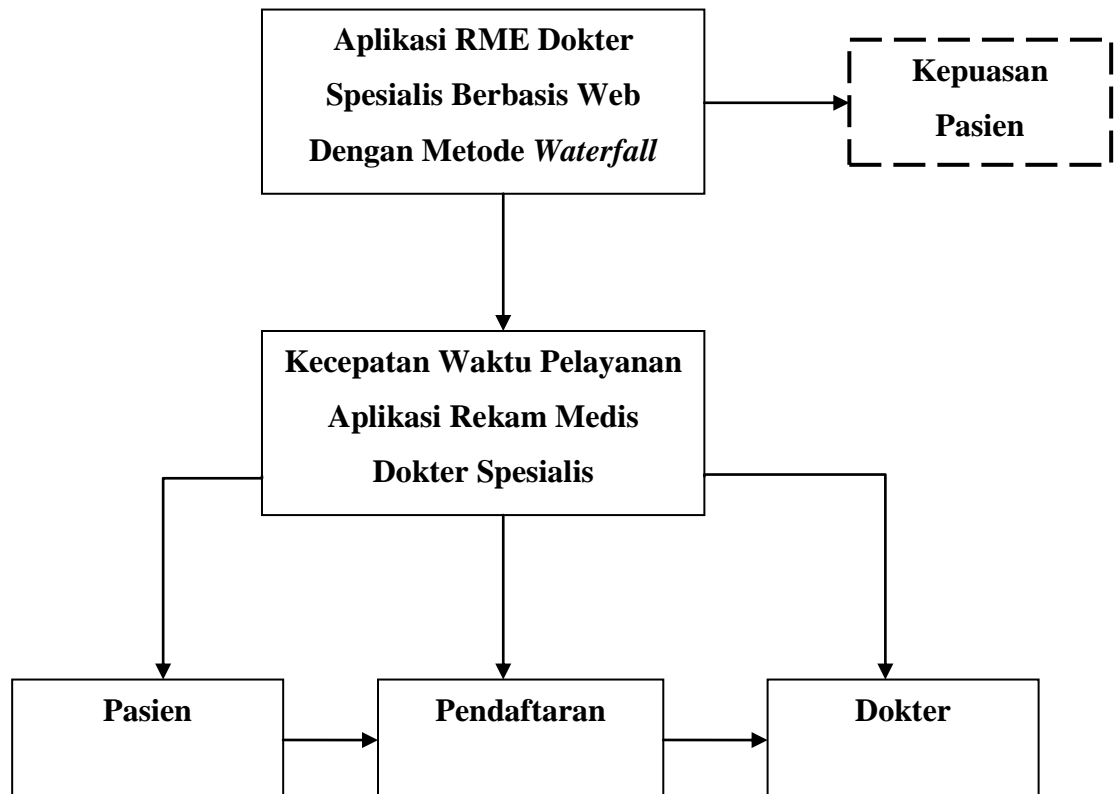 Aplikasi RME Dokter
Spesialis Berbasis Web
Dengan Metode Waterfall
Kepuasan
Pasien
Kecepatan Waktu Pelayanan
Aplikasi Rekam Medis
Dokter Spesialis
Pasien
Pendaftaran
Dokter